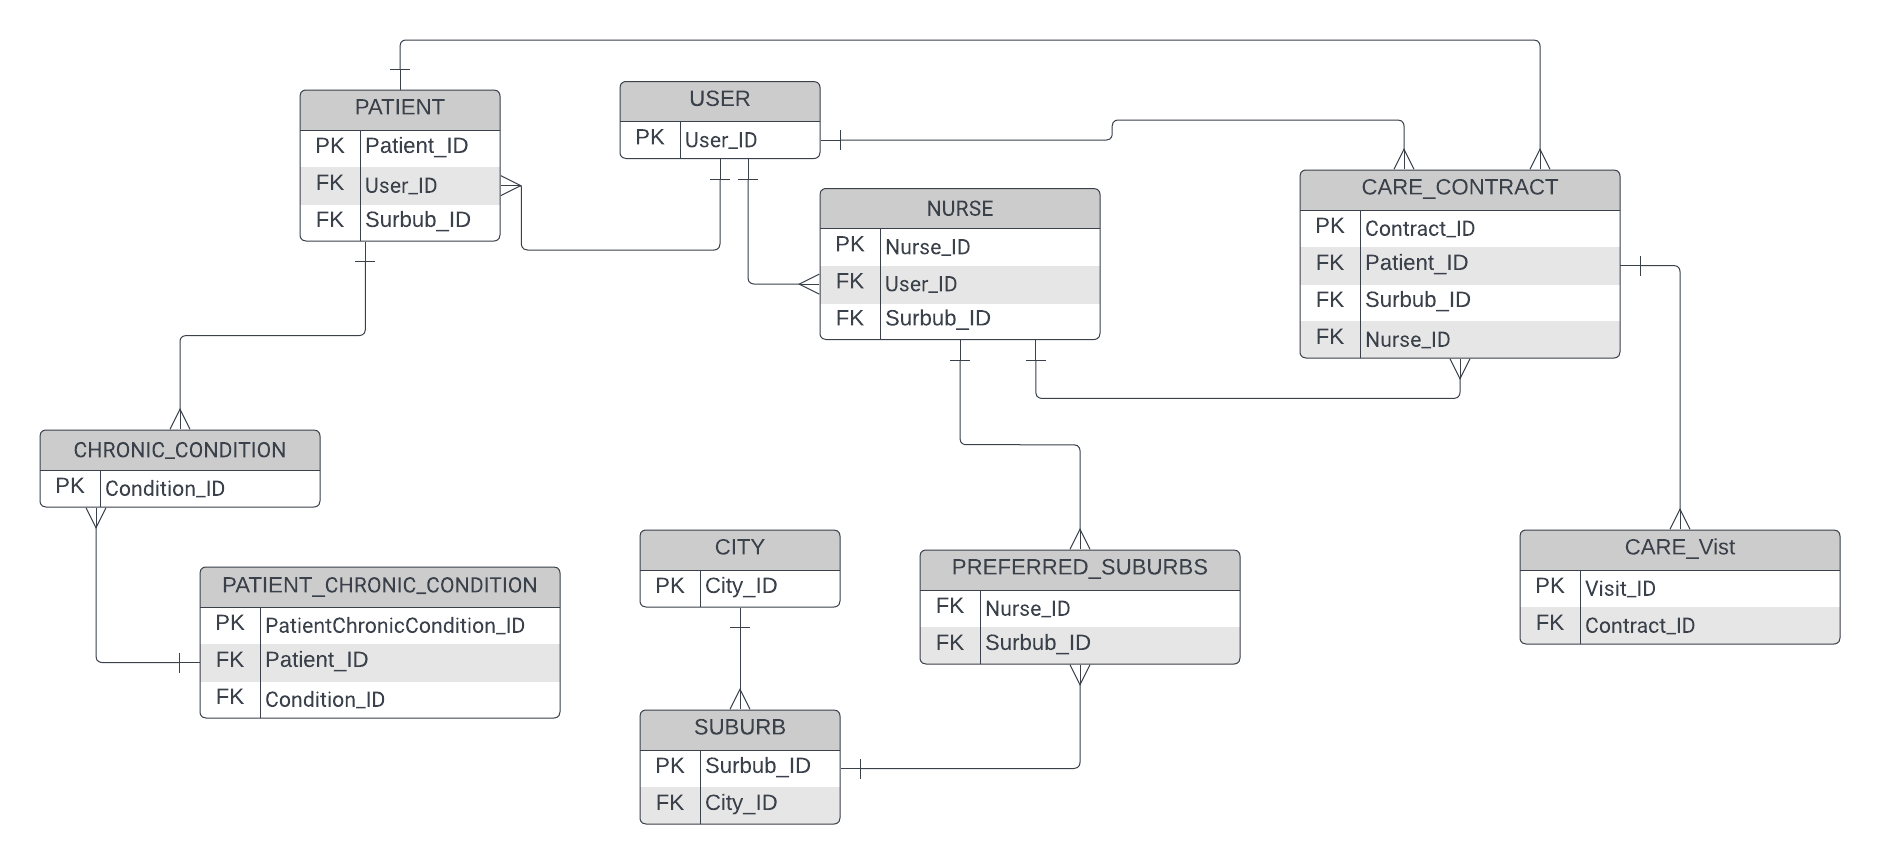 PATIENT
PK Patient_ID
FK User_ID
FK Surbub_ID
USER
PK User_ID
NURSE
PK Nurse_ID
FK User_ID
FK Surbub_ID
CARE_CONTRACT
PK Contract_ID
FK Patient_ID
FK Surbub_ID
FK Nurse_ID
CHRONIC_CONDITION
PK Condition_ID
PATIENT_CHRONIC_CONDITION
PK PatientChronicCondition_ID
FK Patient_ID
FK Condition_ID
CITY
PK City_ID
SUBURB
PK Surbub_ID
FK City_ID
PREFERRED_SUBURBS
FK Nurse_ID
FK Surbub_ID
CARE_Vist
PK Visit_ID
FK Contract_ID